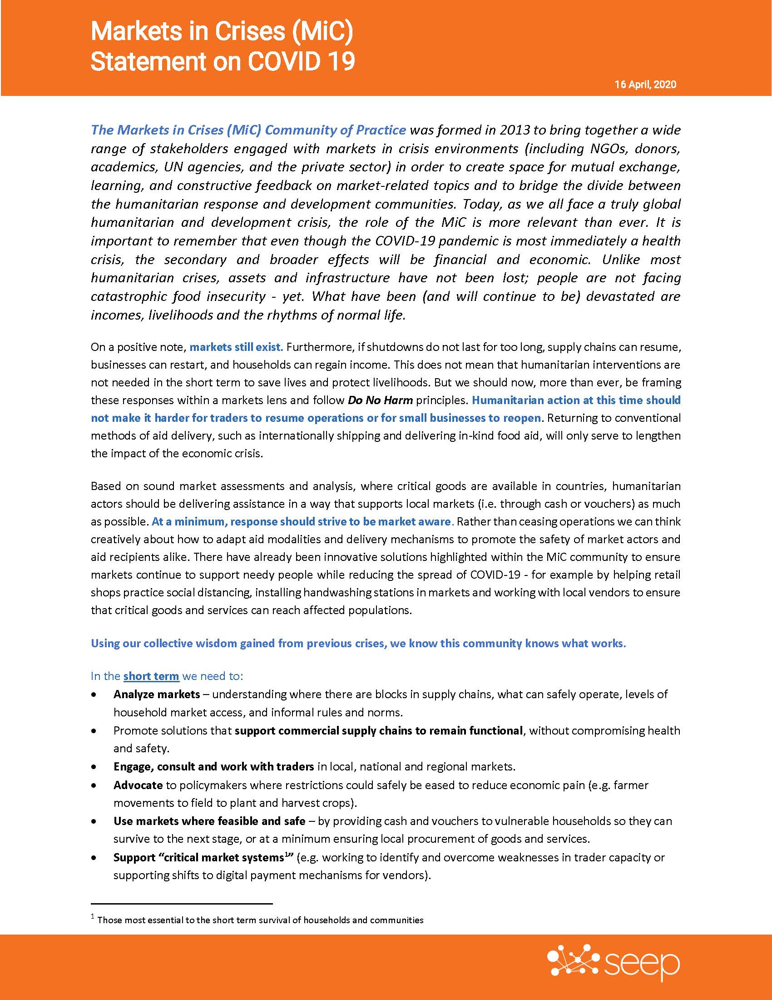 Markets in Crises (MiC)
Statement on COVID 19
16 April, 2020
The Markets in Crises (MiC) Community of Practice was formed in 2013 to bring together a wide
range of stakeholders engaged with markets in crisis environments (including NGOs, donors,
academics, UN agencies, and the private sector) in order to create space for mutual exchange,
learning, and constructive feedback on market-related topics and to bridge the divide between
the humanitarian response and development communities. Today, as we all face a truly global
humanitarian and development crisis, the role of the MiC is more relevant than ever. It is
important to remember that even though the COVID-19 pandemic is most immediately a health
crisis, the secondary and broader effects will be financial and economic. Unlike most
humanitarian crises, assets and infrastructure have not been lost; people are not facing
catastrophic food insecurity - yet. What have been (and will continue to be) devastated are
incomes, livelihoods and the rhythms of normal life.
On a positive note, markets still exist. Furthermore, if shutdowns do not last for too long, supply chains can resume,
businesses can restart, and households can regain income. This does not mean that humanitarian interventions are
not needed in the short term to save lives and protect livelihoods. But we should now, more than ever, be framing
these responses within a markets lens and follow Do No Harm principles. Humanitarian action at this time should
not make it harder for traders to resume operations or for small businesses to reopen. Returning to conventional
methods of aid delivery, such as internationally shipping and delivering in-kind food aid, will only serve to lengthen
the impact of the economic crisis.
Based on sound market assessments and analysis, where critical goods are available in countries, humanitarian
actors should be delivering assistance in a way that supports local markets (i.e. through cash or vouchers) as much
as possible. At a minimum, response should strive to be market aware. Rather than ceasing operations we can think
creatively about how to adapt aid modalities and delivery mechanisms to promote the safety of market actors and
aid recipients alike. There have already been innovative solutions highlighted within the MiC community to ensure
markets continue to support needy people while reducing the spread of COVID-19 - for example by helping retail
shops practice social distancing, installing handwashing stations in markets and working with local vendors to ensure
that critical goods and services can reach affected populations.
Using our collective wisdom gained from previous crises, we know this community knows what works.
In the short term we need to:
• Analyze markets – understanding where there are blocks in supply chains, what can safely operate, levels of
household market access, and informal rules and norms.
• Promote solutions that support commercial supply chains to remain functional, without compromising health
and safety.
• Engage, consult and work with traders in local, national and regional markets.
• Advocate to policymakers where restrictions could safely be eased to reduce economic pain (e.g. farmer
movements to field to plant and harvest crops).
• Use markets where feasible and safe – by providing cash and vouchers to vulnerable households so they can
survive to the next stage, or at a minimum ensuring local procurement of goods and services.
• Support “critical market systems¹” (e.g. working to identify and overcome weaknesses in trader capacity or
supporting shifts to digital payment mechanisms for vendors).
¹ Those most essential to the short term survival of households and communities
seep